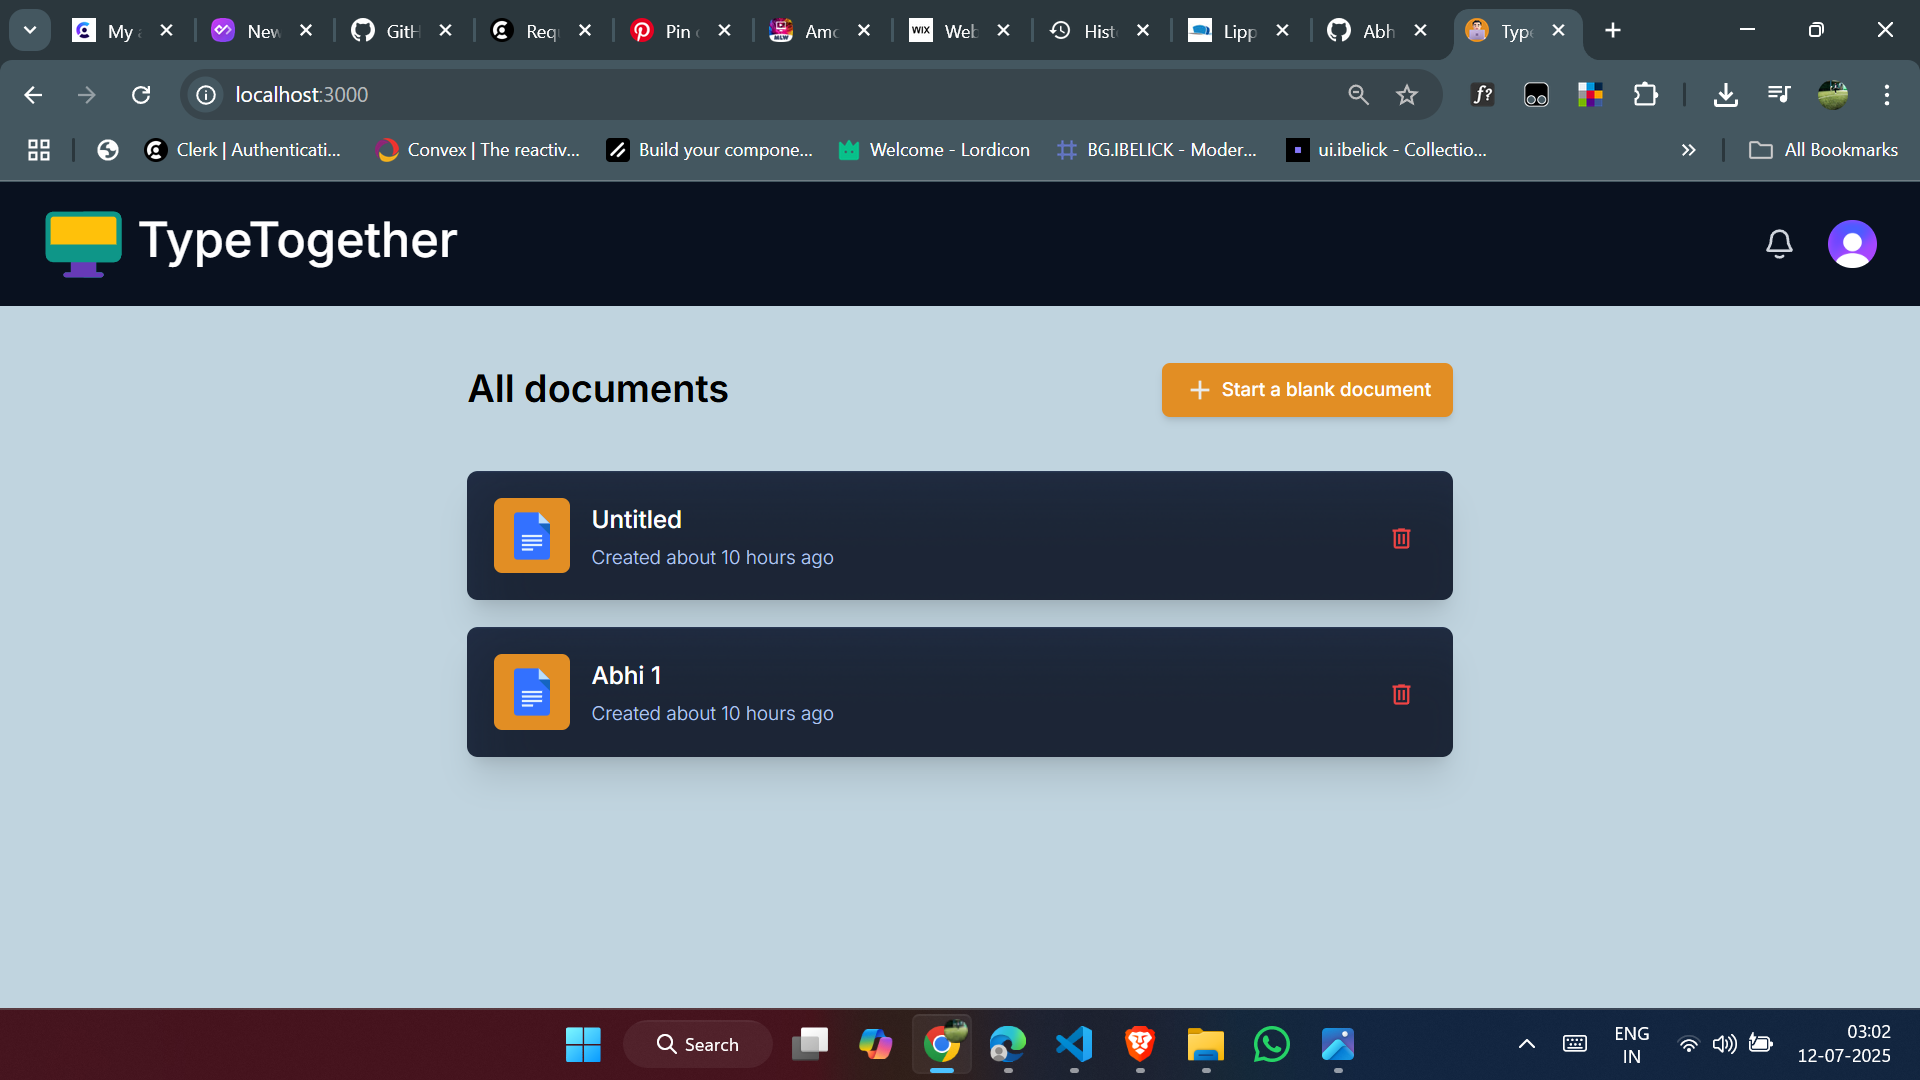 My
New
GitH
Req
Pin
Amo
WiX
Web
Hist
Lipp
Abh
Type
localhost:3000
Clerk | Authenticati...
Convex | The reactiv...
Build your compone...
Welcome - Lordicon
BG.IBELICK - Moder...
ui.ibelick - Collectio...
All Bookmarks
TypeTogether
All documents
Start a blank document
Untitled
Created about 10 hours ago
Abhi 1
Created about 10 hours ago
Search
ENG
IN
03:02
12-07-2025